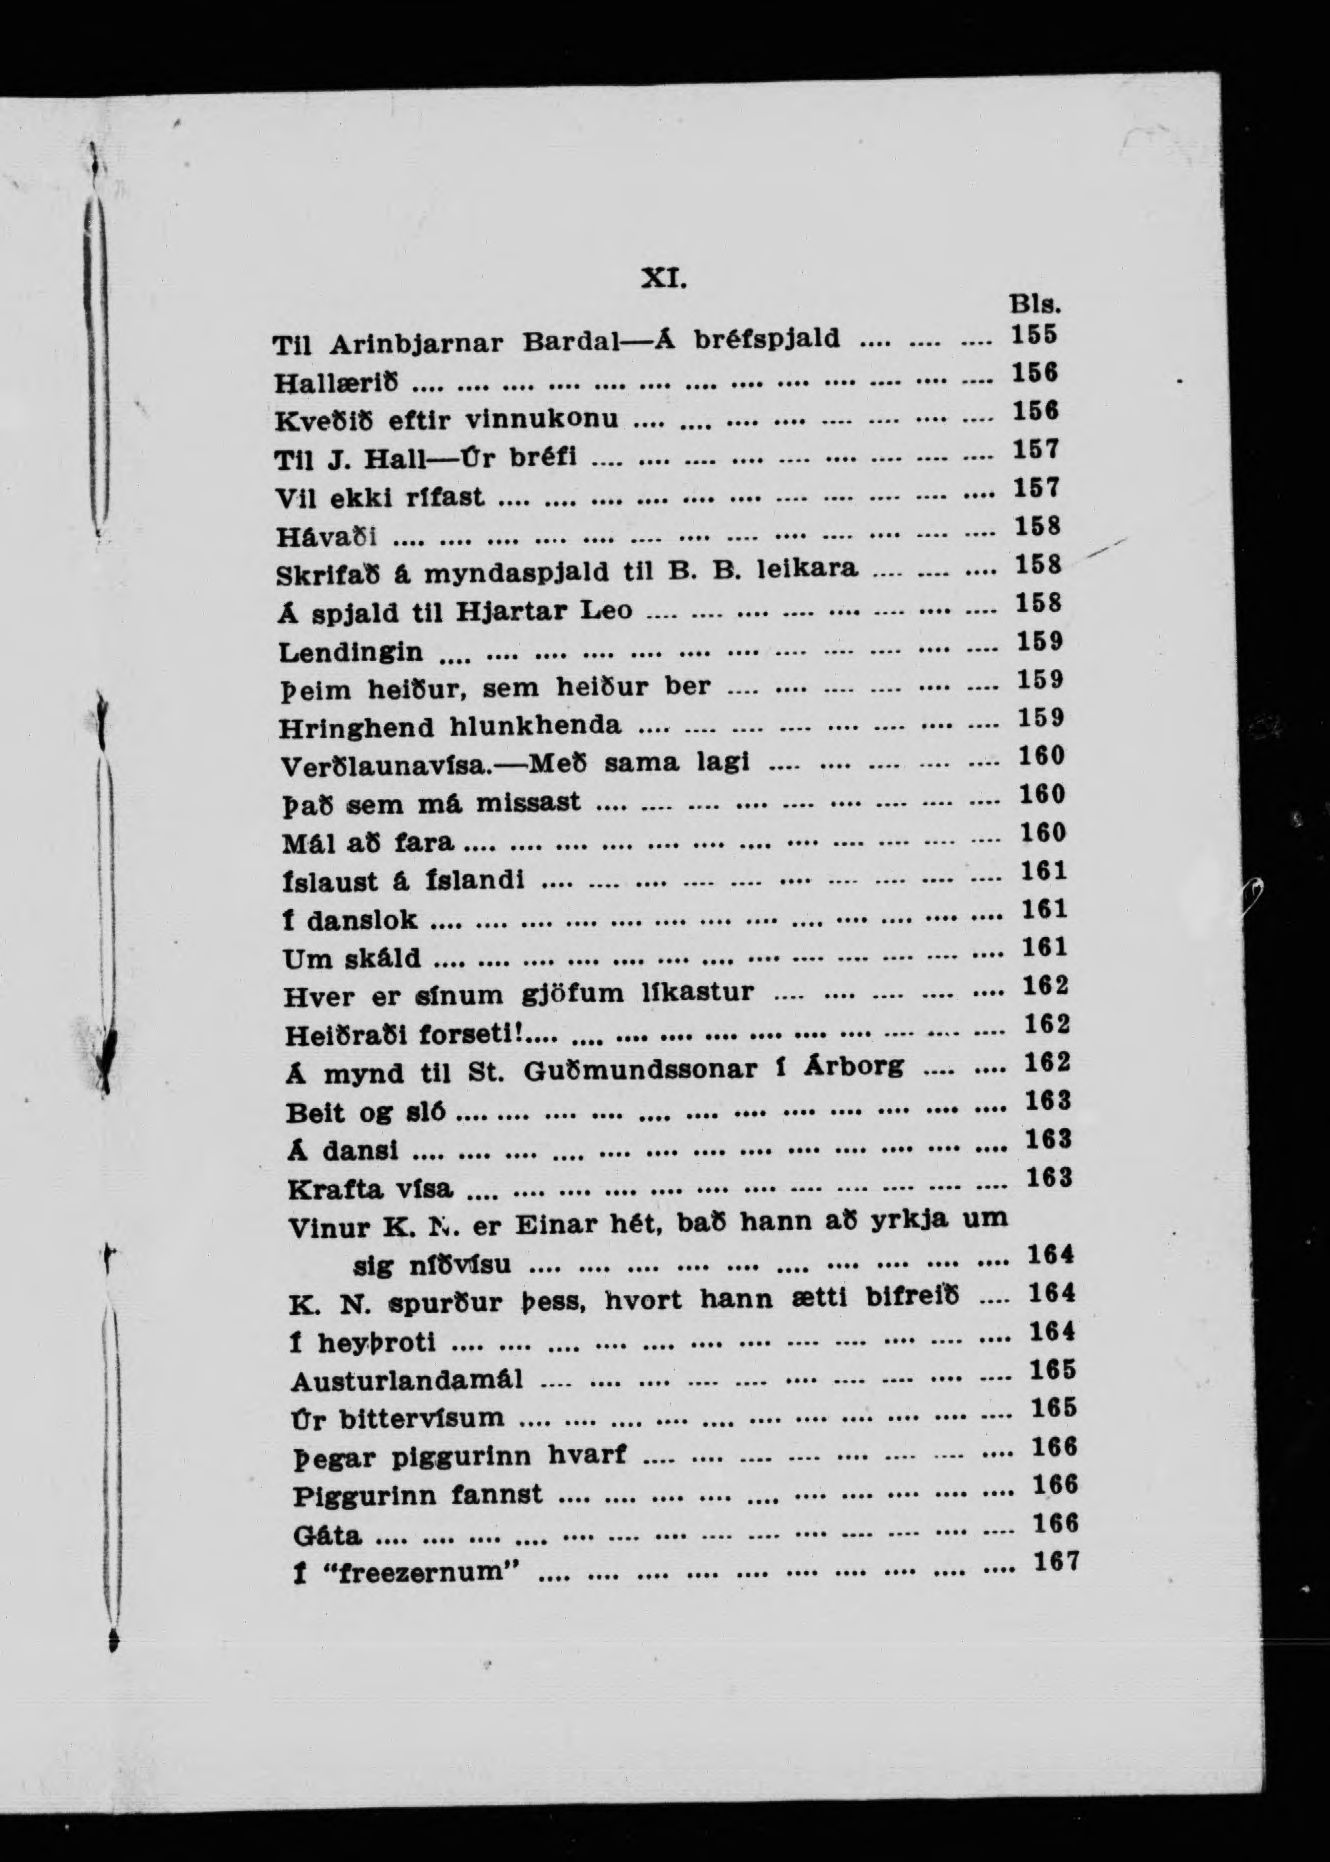 XI.
Bls.
Til Arinbjarnar Bardal—Á bréfspjald .... .... .... 155
Hallærið .... .... .... .... .... .... .... .... .... .... .... .... .... 156
Kveðið eftir vinnukonu .... .... .... .... .... .... .... .... 156
Til J. Hall—Úr bréfi .... .... .... .... .... .... .... .... .... 157
Vil ekki rífast .... .... .... .... .... .... .... .... .... .... .... 157
Hávaði .... .... .... .... .... .... .... .... .... .... .... .... .... 158
Skrifað á myndaspjald til B. B. leikara .... .... .... 158
Á spjald til Hjartar Leo .... .... .... .... .... .... .... .... 158
Lendingin .... .... .... .... .... .... .... .... .... .... .... .... 159
Þeim heiður, sem heiður ber .... .... .... .... .... .... 159
Hringhend hlunkhenda .... .... .... .... .... .... .... .... 159
Verðlaunavísa.—Með sama lagi .... .... .... .... .... 160
Það sem má missast .... .... .... .... .... .... .... .... .... 160
Mál að fara .... .... .... .... .... .... .... .... .... .... .... .... 160
Íslaust á Íslandi .... .... .... .... .... .... .... .... .... .... 161
Í danslok .... .... .... .... .... .... .... .... .... .... .... .... .... 161
Um skáld .... .... .... .... .... .... .... .... .... .... .... .... .... 161
Hver er sínum gjöfum líkastur .... .... .... .... .... 162
Heiðraði forseti!.... .... .... .... .... .... .... .... .... .... .... 162
Á mynd til St. Guðmundssonar í Árborg .... .... 162
Beit og sló .... .... .... .... .... .... .... .... .... .... .... .... 163
Á dansi .... .... .... .... .... .... .... .... .... .... .... .... .... 163
Krafta vísa .... .... .... .... .... .... .... .... .... .... .... .... 163
Vinur K. N. er Einar hét, bað hann að yrkja um
sig níðvísu .... .... .... .... .... .... .... .... .... .... 164
K. N. spurður þess, hvort hann ætti bifreið .... 164
Í heyþroti .... .... .... .... .... .... .... .... .... .... .... .... 164
Austurlandamál .... .... .... .... .... .... .... .... .... .... 165
Úr bittervísum .... .... .... .... .... .... .... .... .... .... .... 165
Þegar piggurinn hvarf .... .... .... .... .... .... .... .... 166
Piggurinn fannst .... .... .... .... .... .... .... .... .... .... 166
Gáta .... .... .... .... .... .... .... .... .... .... .... .... .... .... 166
Í “freezernum” .... .... .... .... .... .... .... .... .... .... 167